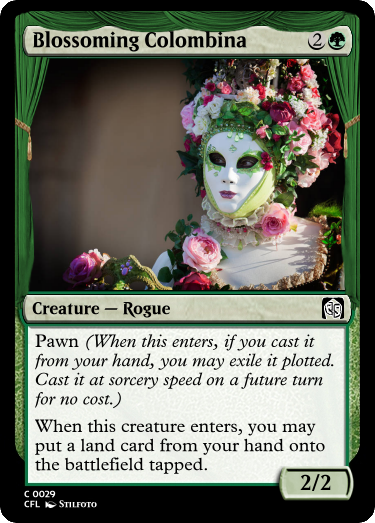 Blossoming Colombina 2
Creature — Rogue
Pawn (When this enters, if you cast it
from your hand, you may exile it plotted.
Cast it at sorcery speed on a future turn
for no cost.)
When this creature enters, you may
put a land card from your hand onto
the battlefield tapped.
2/2
C 0029
CFL Stilfoto